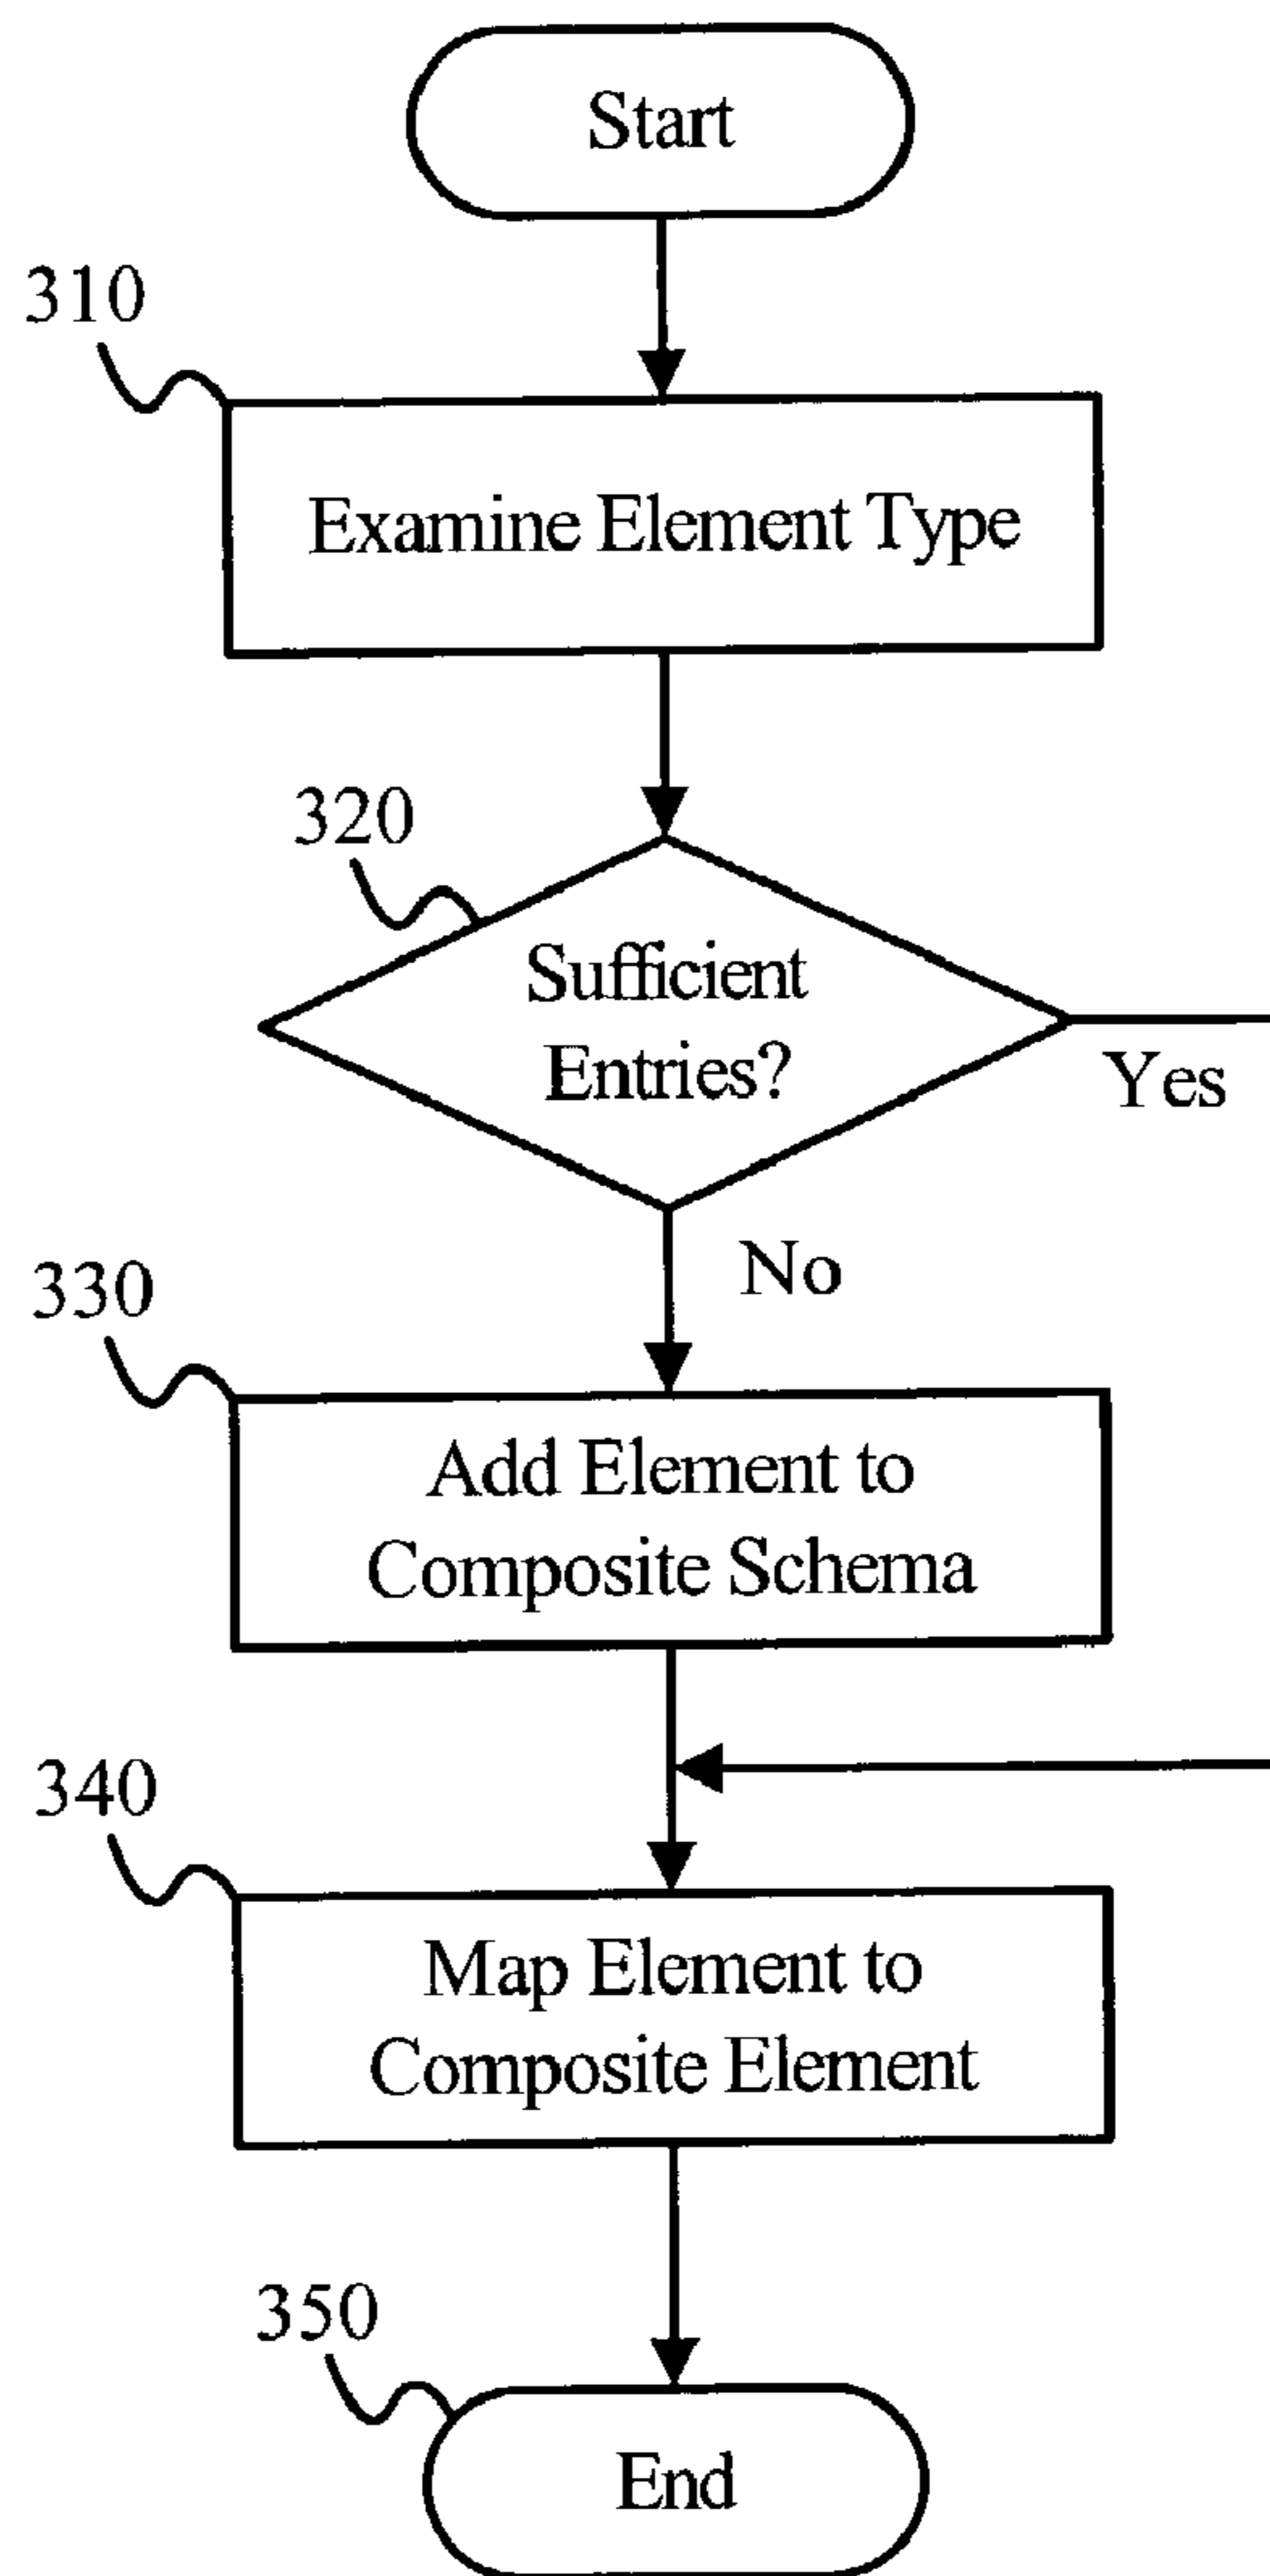 Start
310
Examine Element Type
320
Sufficient
Entries?
Yes
No
330
Add Element to
Composite Schema
340
Map Element to
Composite Element
350
End